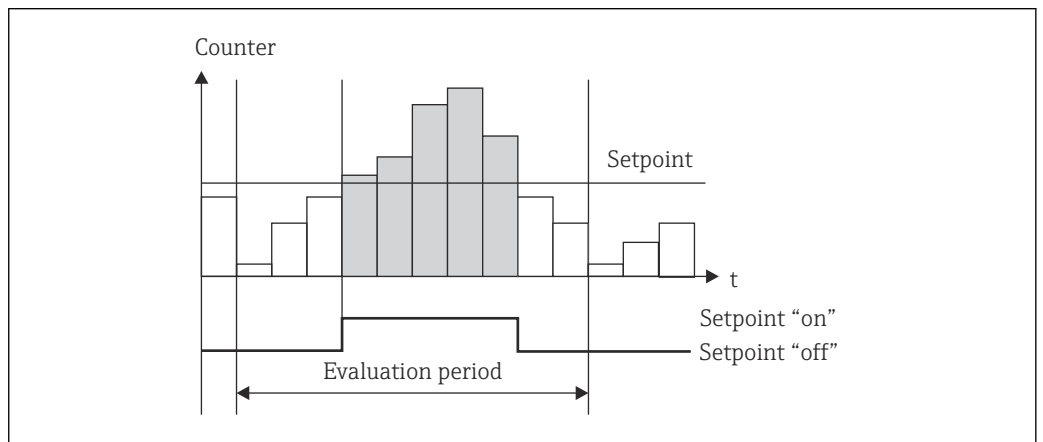 Counter
Setpoint
t
Setpoint “on”
Setpoint “off”
Evaluation period